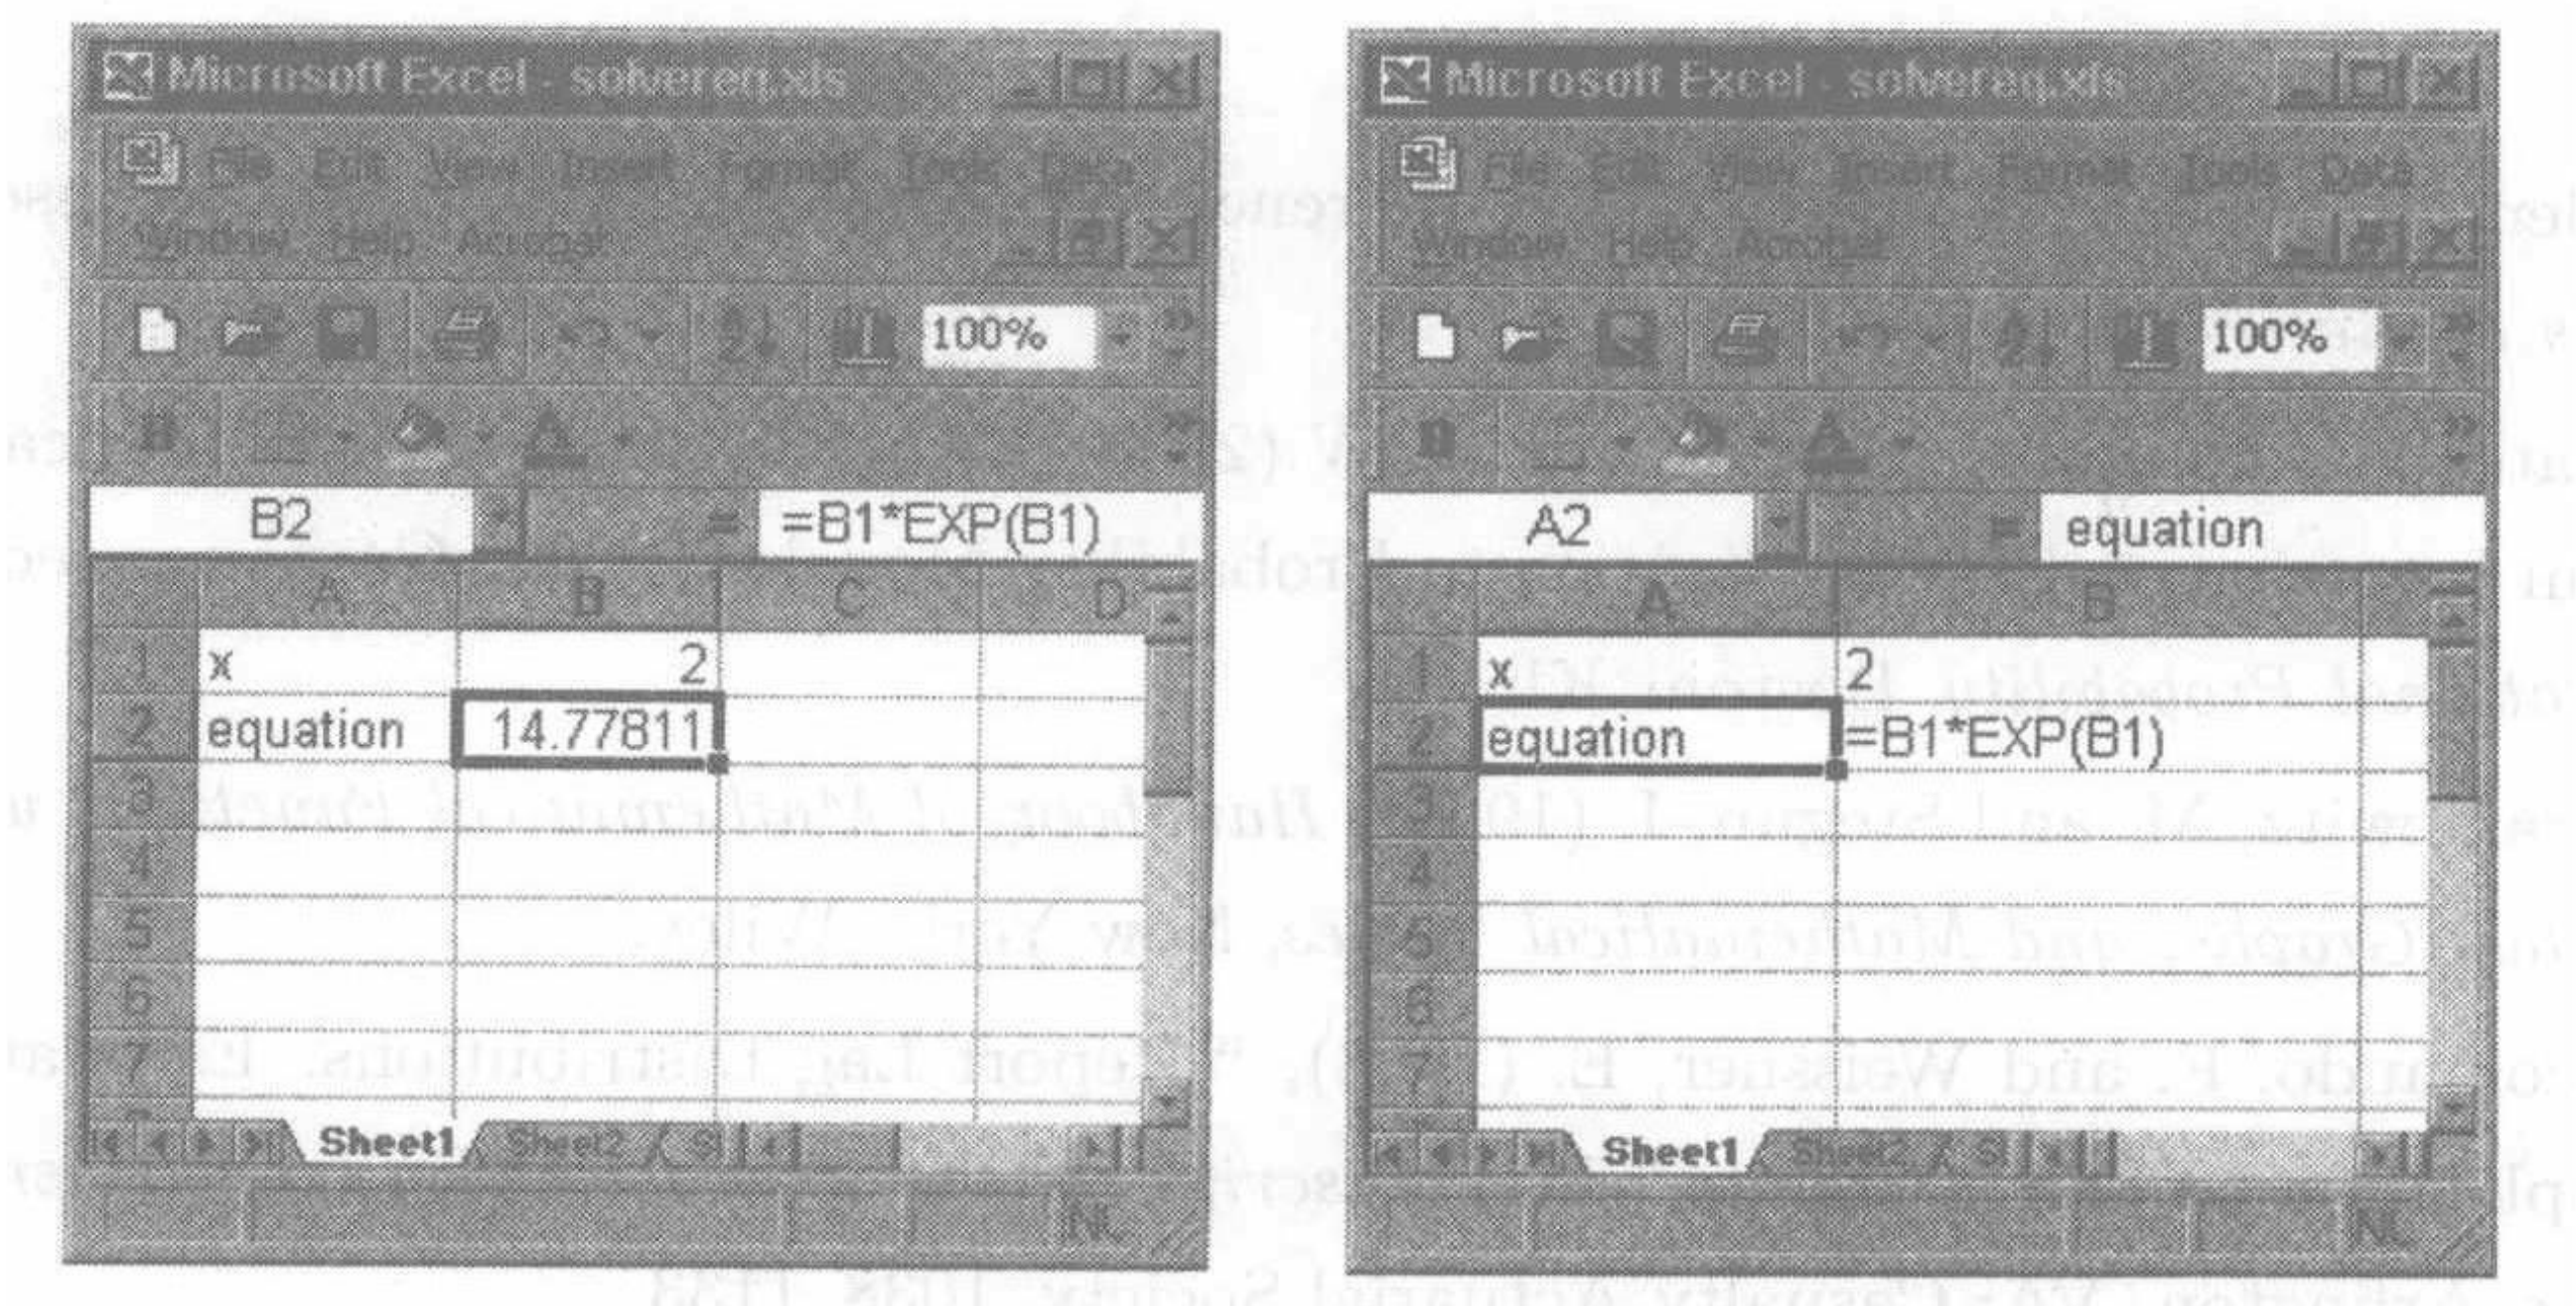 Microsoft Excel - solvereq.xls
File Edit View Insert Format Tools Data
Window Help Acrobat
100%
B2 = =B1*EXP(B1)
A B C D
1 x 2
2 equation 14.77811
3
4
5
6
7
Sheet1 Sheet2
Microsoft Excel - solvereq.xls
File Edit View Insert Format Tools Data
Window Help Acrobat
100%
A2 = equation
A B
1 x 2
2 equation =B1*EXP(B1)
3
4
5
6
7
Sheet1 Sheet2